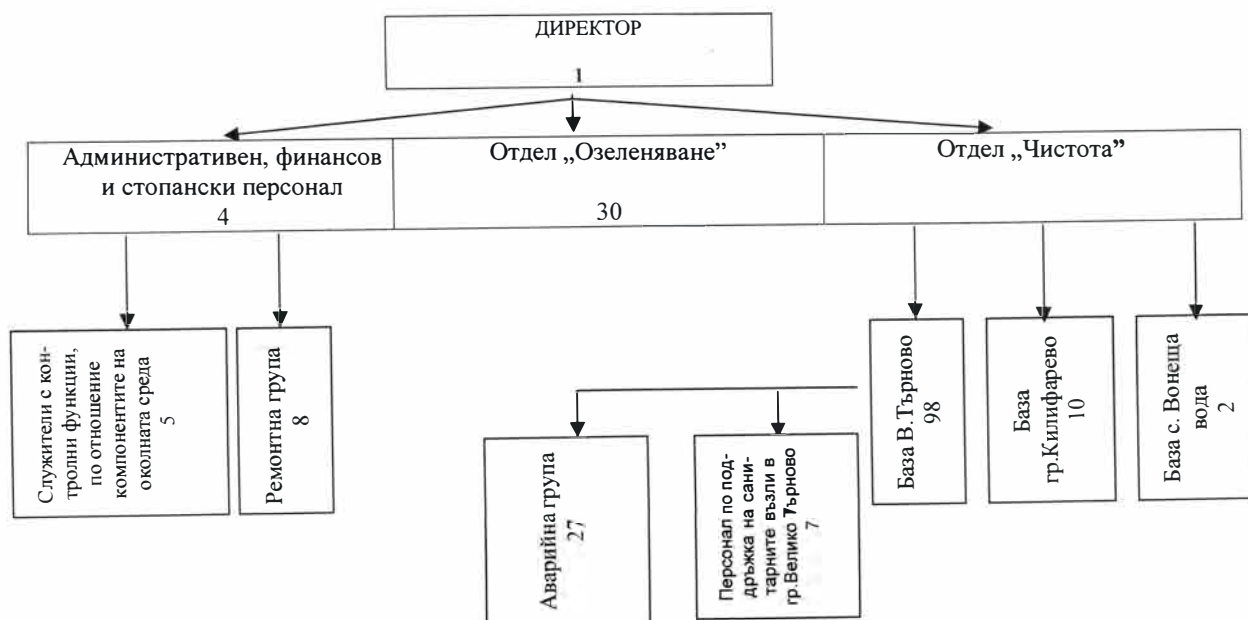 ДИРЕКТОР
1
Административен, финансов
и стопански персонал
4
Отдел „Озеленяване”
30
Отдел „Чистота”
Служители с кон-
тролни функции,
по отношение
компонентите на
околната среда
5
Ремонтна група
8
База В.Търново
98
База
гр.Килифарево
10
База с. Вонеща
вода
2
Аварийна група
27
Персонал по под-
дръжка на сани-
тарните възли в
гр.Велико Търново
7